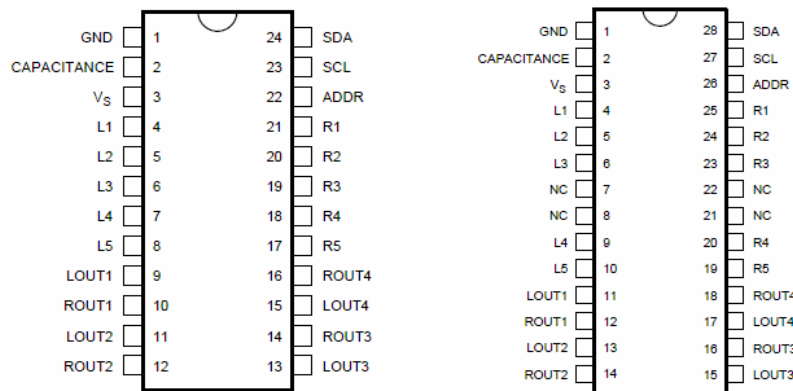 GND 1 24 SDA
CAPACITANCE 2 23 SCL
VS 3 22 ADDR
L1 4 21 R1
L2 5 20 R2
L3 6 19 R3
L4 7 18 R4
L5 8 17 R5
LOUT1 9 16 ROUT4
ROUT1 10 15 LOUT4
LOUT2 11 14 ROUT3
ROUT2 12 13 LOUT3
GND 1 28 SDA
CAPACITANCE 2 27 SCL
VS 3 26 ADDR
L1 4 25 R1
L2 5 24 R2
L3 6 23 R3
NC 7 22 NC
NC 8 21 NC
L4 9 20 R4
L5 10 19 R5
LOUT1 11 18 ROUT4
ROUT1 12 17 LOUT4
LOUT2 13 16 ROUT3
ROUT2 14 15 LOUT3